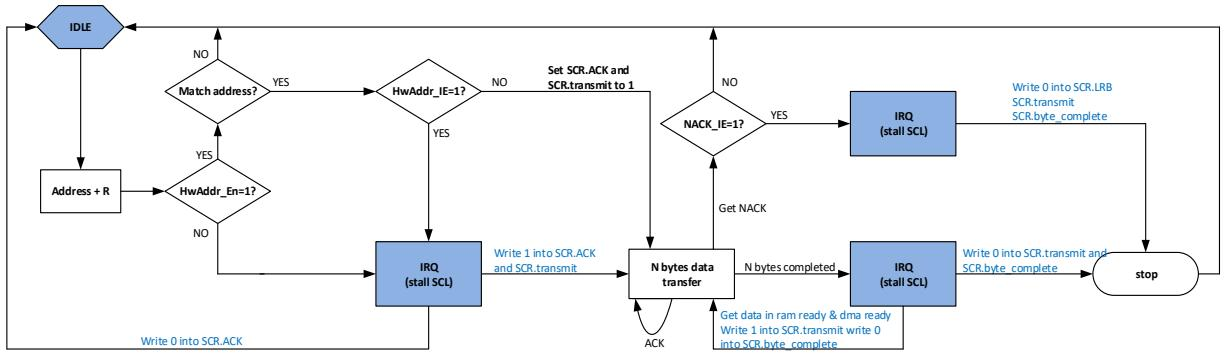 IDLE
NO
Match address?
YES
HwAddr_IE=1?
NO
Set SCR.ACK and
SCR.transmit to 1
NO
NACK_IE=1?
YES
IRQ
(stall SCL)
Write 0 into SCR.LRB
SCR.transmit
SCR.byte_complete
YES
YES
Address + R
HwAddr_En=1?
NO
Get NACK
IRQ
(stall SCL)
Write 1 into SCR.ACK
and SCR.transmit
N bytes data
transfer
N bytes completed
IRQ
(stall SCL)
Write 0 into SCR.transmit and
SCR.byte_complete
stop
Write 0 into SCR.ACK
ACK
Get data in ram ready & dma ready
Write 1 into SCR.transmit write 0
into SCR.byte_complete